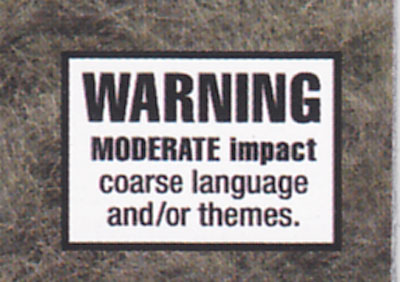 WARNING
MODERATE impact
coarse language
and/or themes.